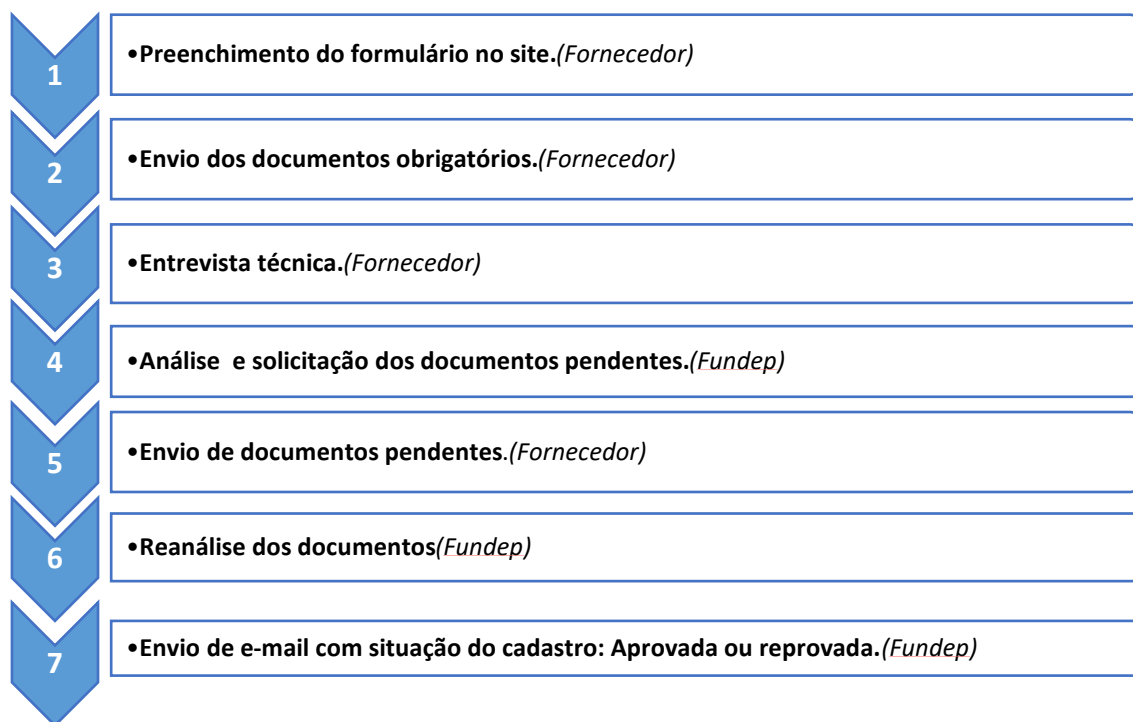 1
•Preenchimento do formulário no site.(Fornecedor)
2
•Envio dos documentos obrigatórios.(Fornecedor)
3
•Entrevista técnica.(Fornecedor)
4
•Análise  e solicitação dos documentos pendentes.(Fundep)
5
•Envio de documentos pendentes.(Fornecedor)
6
•Reanálise dos documentos(Fundep)
7
•Envio de e-mail com situação do cadastro: Aprovada ou reprovada.(Fundep)